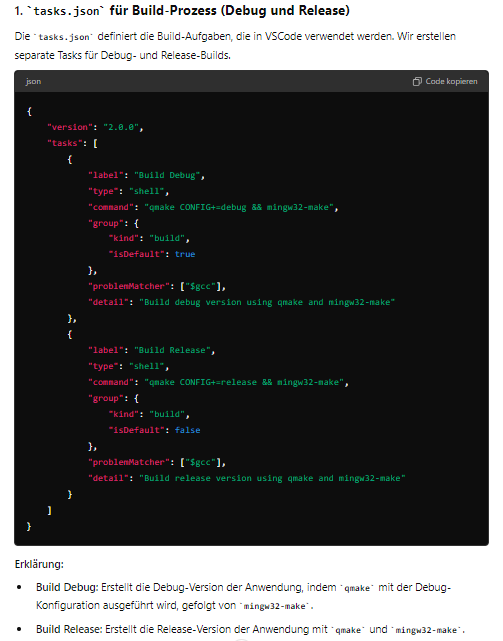 1. `tasks.json` für Build-Prozess (Debug und Release)
Die `tasks.json` definiert die Build-Aufgaben, die in VSCode verwendet werden. Wir erstellen
separate Tasks für Debug- und Release-Builds.
json
Code kopieren
{
    "version": "2.0.0",
    "tasks": [
        {
            "label": "Build Debug",
            "type": "shell",
            "command": "qmake CONFIG+=debug && mingw32-make",
            "group": {
                "kind": "build",
                "isDefault": true
            },
            "problemMatcher": ["$gcc"],
            "detail": "Build debug version using qmake and mingw32-make"
        },
        {
            "label": "Build Release",
            "type": "shell",
            "command": "qmake CONFIG+=release && mingw32-make",
            "group": {
                "kind": "build",
                "isDefault": false
            },
            "problemMatcher": ["$gcc"],
            "detail": "Build release version using qmake and mingw32-make"
        }
    ]
}
Erklärung:
• Build Debug: Erstellt die Debug-Version der Anwendung, indem `qmake` mit der Debug-
Konfiguration ausgeführt wird, gefolgt von `mingw32-make`.
• Build Release: Erstellt die Release-Version der Anwendung mit `qmake` und `mingw32-make`.